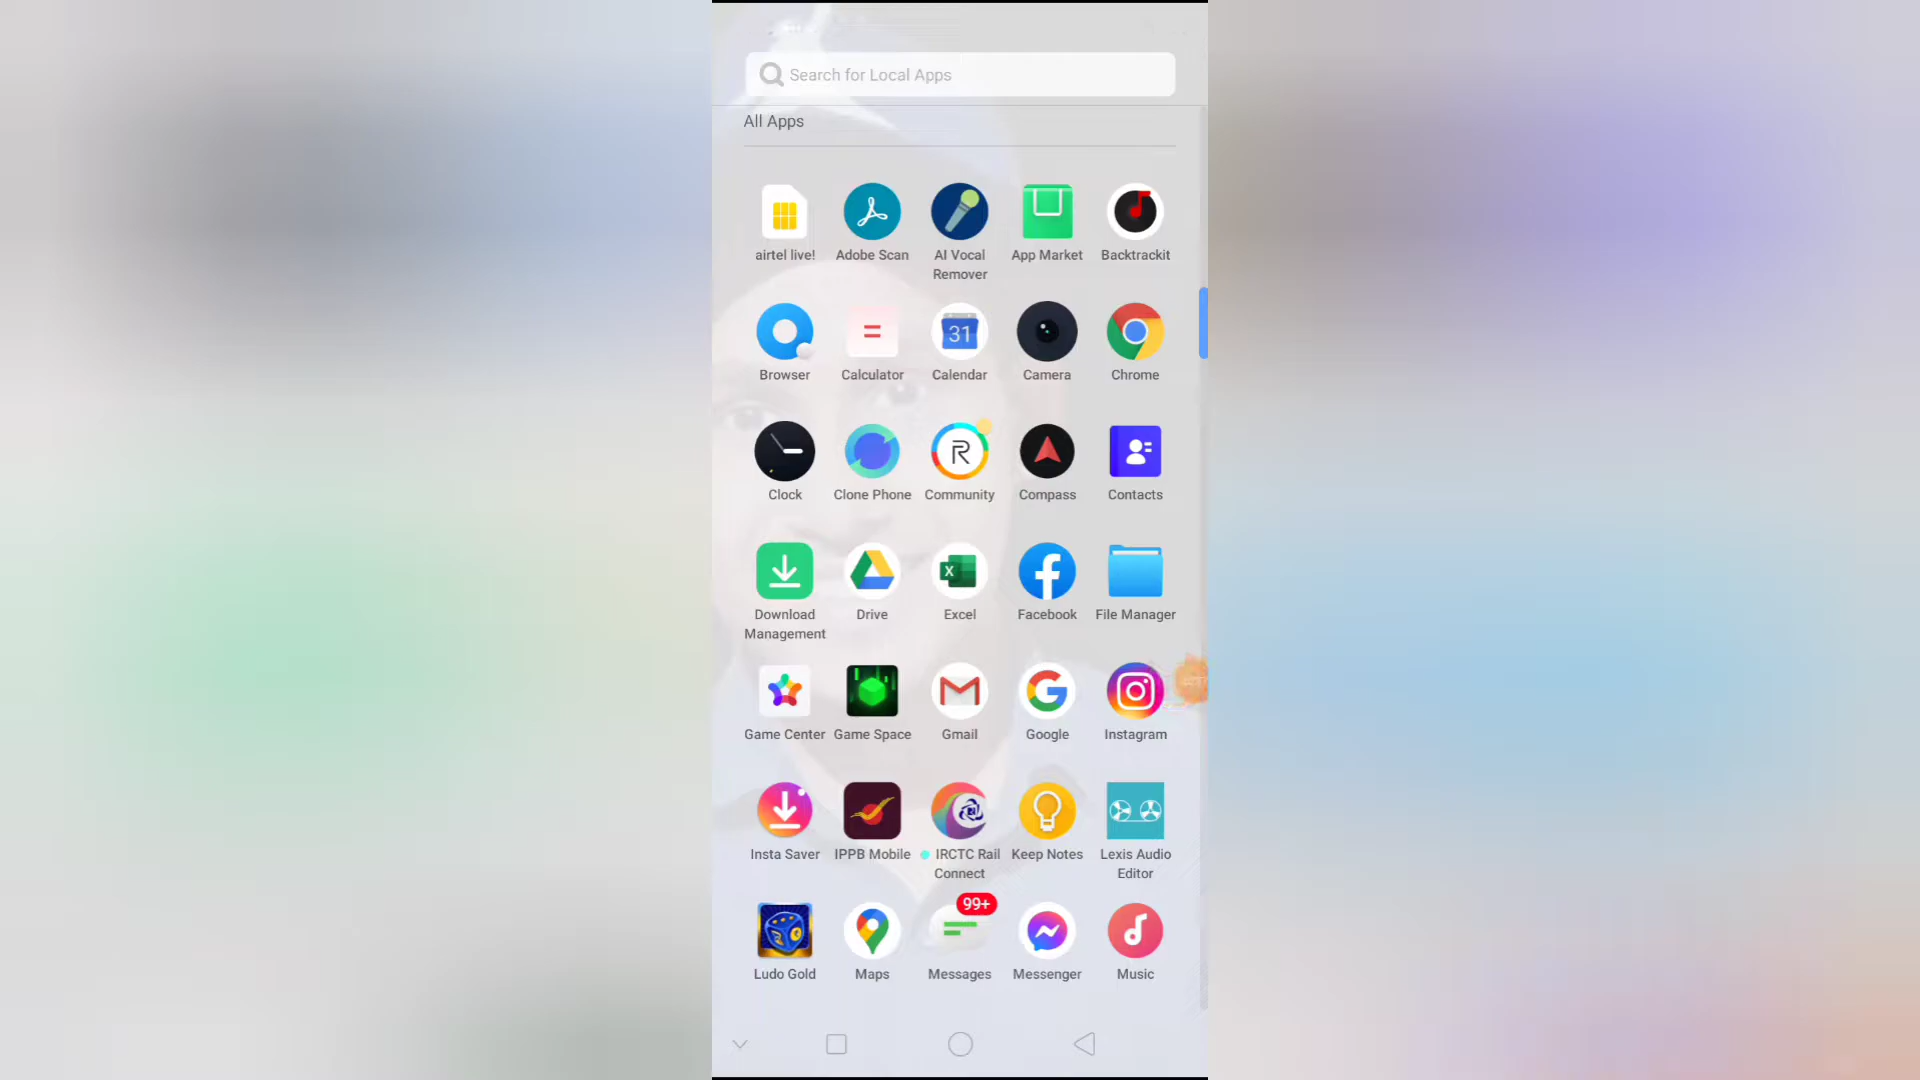 Search for Local Apps
All Apps
airtel live! Adobe Scan AI Vocal Remover App Market Backtrackit
31
Browser Calculator Calendar Camera Chrome
R
Clock Clone Phone Community Compass Contacts
X
Download Management Drive Excel Facebook File Manager
Game Center Game Space Gmail Google Instagram
Insta Saver IPPB Mobile IRCTC Rail Connect Keep Notes Lexis Audio Editor
99+
Ludo Gold Maps Messages Messenger Music